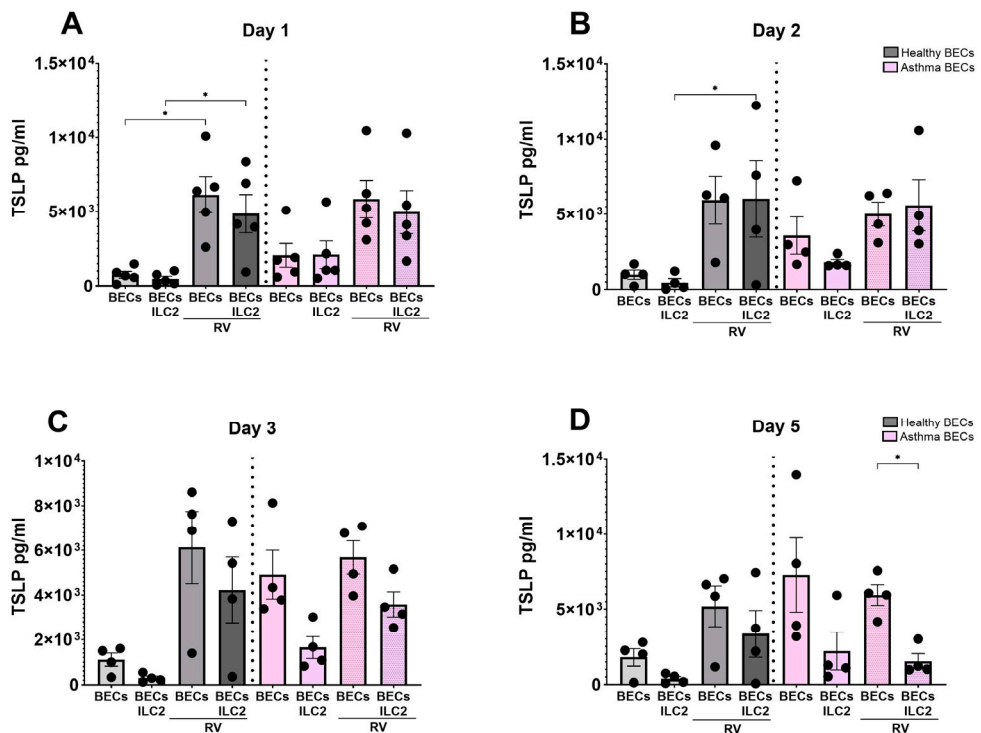 A
Day 1
TSLP pg/ml
1.5×10⁴
1×10⁴
5×10³
0
*
*
BECs
BECs
ILC2
BECs
BECs
ILC2
BECs
BECs
ILC2
BECs
BECs
ILC2
RV
RV
B
Day 2
Healthy BECs
Asthma BECs
TSLP pg/ml
1.5×10⁴
1×10⁴
5×10³
0
*
BECs
BECs
ILC2
BECs
BECs
ILC2
BECs
BECs
ILC2
BECs
BECs
ILC2
RV
RV
C
Day 3
TSLP pg/ml
1×10⁴
8×10³
6×10³
4×10³
2×10³
0
BECs
BECs
ILC2
BECs
BECs
ILC2
BECs
BECs
ILC2
BECs
BECs
ILC2
RV
RV
D
Day 5
Healthy BECs
Asthma BECs
TSLP pg/ml
1.5×10⁴
1×10⁴
5×10³
0
*
BECs
BECs
ILC2
BECs
BECs
ILC2
BECs
BECs
ILC2
BECs
BECs
ILC2
RV
RV